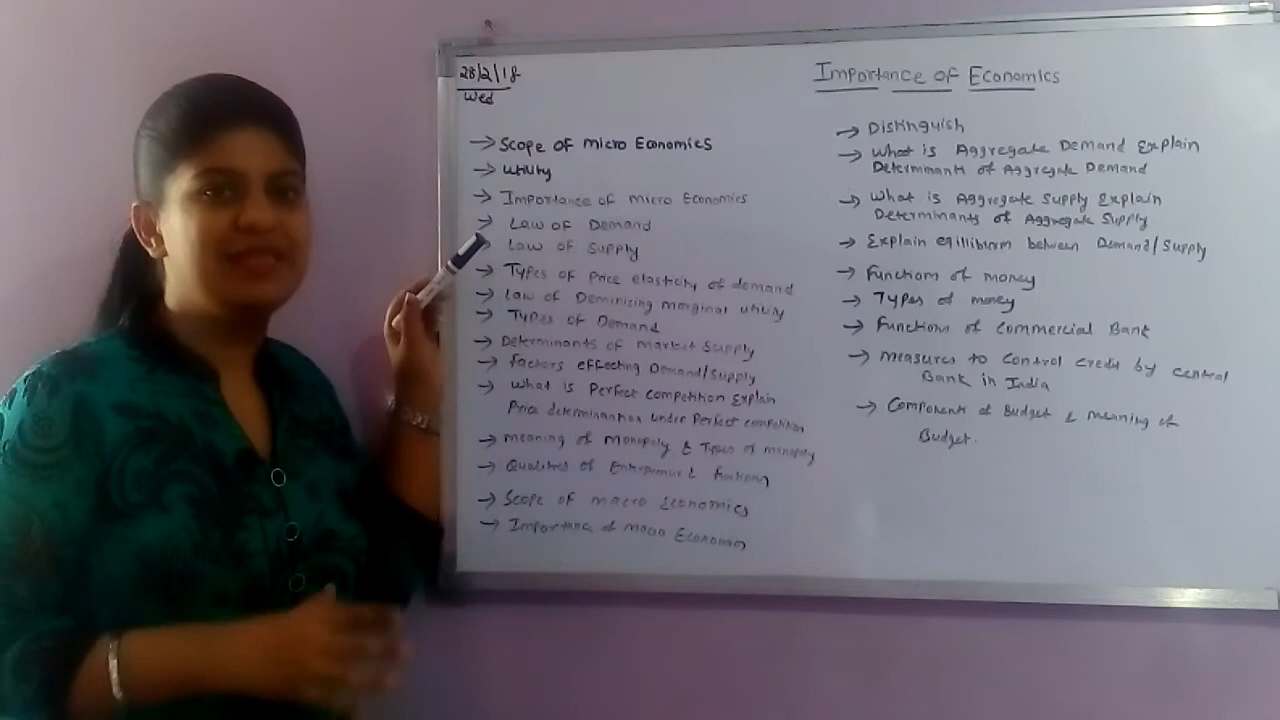 28/2/18
Wed
Importance of Economics
→ Scope of micro Economics
→ Utility
→ Importance of micro Economics
→ Law of Demand
→ Law of Supply
→ Types of Price elasticity of demand
→ Law of Deminising marginal utility
→ Types of Demand
→ Determinants of market Supply
→ factors effecting Demand/Supply
→ What is Perfect competition Explain
Price determination under Perfect competition
→ meaning of monopoly & Types of monopoly
→ Qualities of &
→ Scope of macro Economics
→ Importance of macro Economics
→ Distinguish
→ What is Aggregate Demand Explain
Determinants of Aggregate Demand
→ What is Aggregate Supply Explain
Determinants of Aggregate Supply
→ Explain eqilibirm between Demand/Supply
→ Functions of money
→ Types of money
→ Functions of Commercial Bank
→ Measures to Control Credit by Central
Bank in India
→ Components of Budget & Meaning of
Budget.